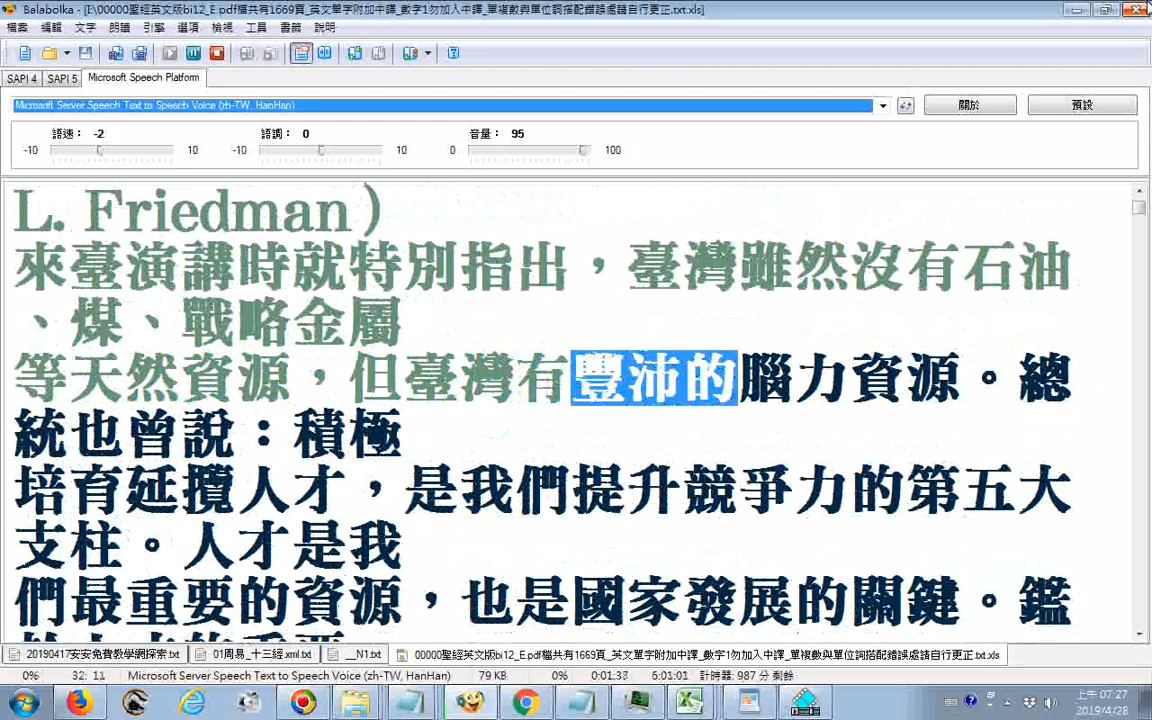 Balabolka - [I:\00000聖經英文版bi12_E.pdf檔共有1669頁_英文單字附加中譯_數字1勿加入中譯_單複數與單位詞搭配錯誤處請自行更正.txt.xls]
檔案 編輯 文字 朗讀 引擎 選項 檢視 工具 書籤 說明
SAPI 4 SAPI 5 Microsoft Speech Platform
Microsoft Server Speech Text to Speech Voice (zh-TW, HanHan)
關於 預設
語速： -2 語調： 0 音量： 95
-10 10 -10 10 0 100
L. Friedman）
來臺演講時就特別指出，臺灣雖然沒有石油
、煤、戰略金屬
等天然資源，但臺灣有豐沛的腦力資源。總
統也曾說：積極
培育延攬人才，是我們提升競爭力的第五大
支柱。人才是我
們最重要的資源，也是國家發展的關鍵。鑑
20190417安安免費教學網探索.txt 01周易_十三經.xml.txt __N1.txt 00000聖經英文版bi12_E.pdf檔共有1669頁_英文單字附加中譯_數字1勿加入中譯_單複數與單位詞搭配錯誤處請自行更正.txt.xls
0% 32: 11 Microsoft Server Speech Text to Speech Voice (zh-TW, HanHan) 79 KB 0% 0:01:33 6:01:01 計時器: 987 分 剩餘
上午 07:27
2019/4/28